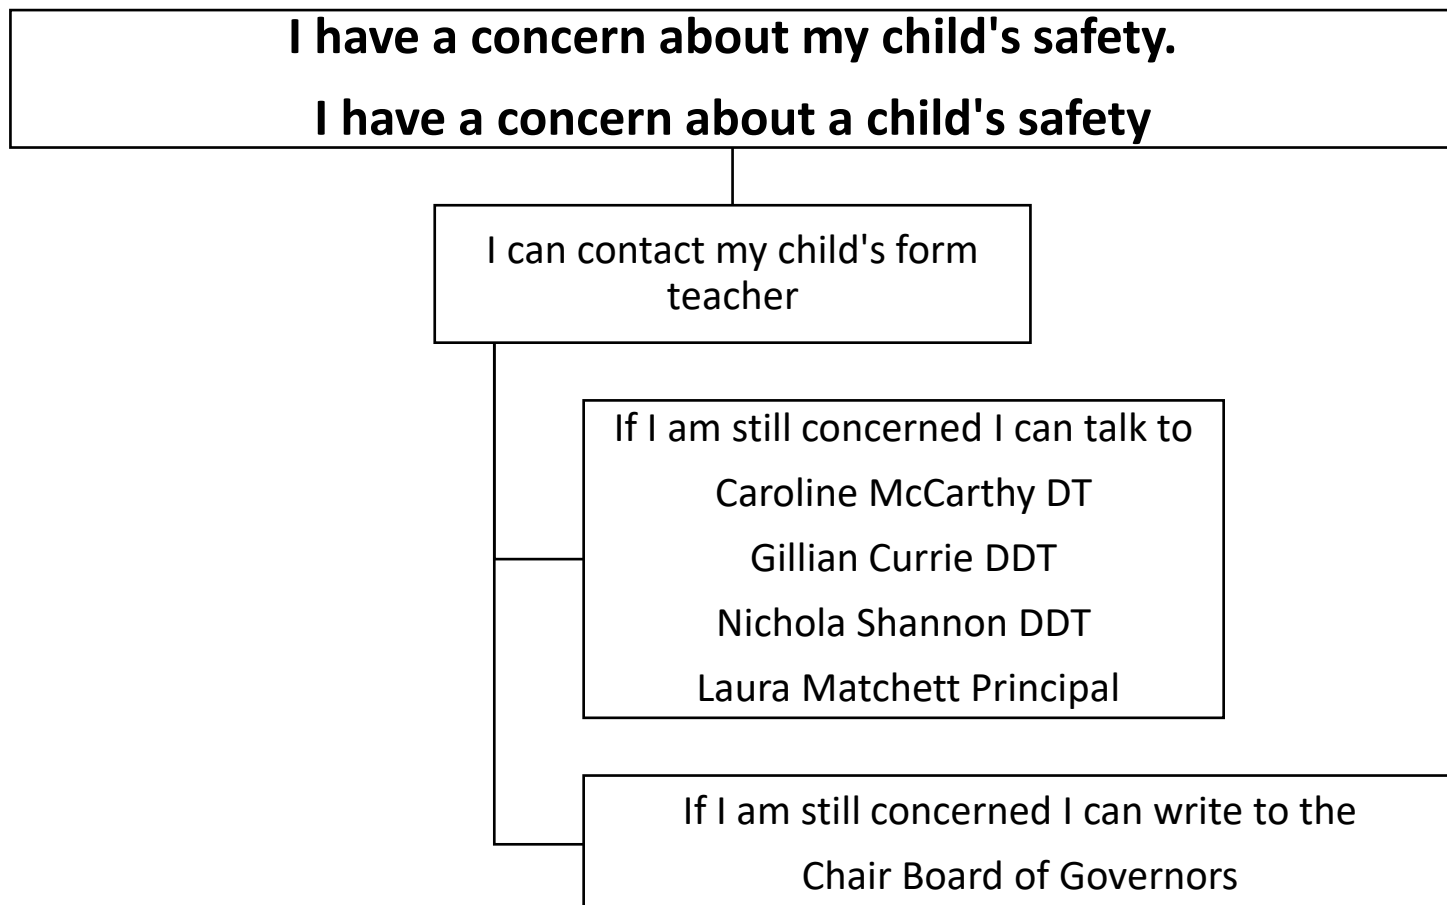 I have a concern about my child's safety.
I have a concern about a child's safety
I can contact my child's form
teacher
If I am still concerned I can talk to
Caroline McCarthy DT
Gillian Currie DDT
Nichola Shannon DDT
Laura Matchett Principal
If I am still concerned I can write to the
Chair Board of Governors